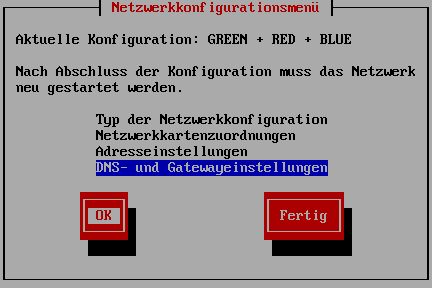 Netzwerkkonfigurationsmenü
Aktuelle Konfiguration: GREEN + RED + BLUE
Nach Abschluss der Konfiguration muss das Netzwerk
neu gestartet werden.
Typ der Netzwerkkonfiguration
Netzwerkkartenzuordnungen
Adresseinstellungen
DNS- und Gatewayeinstellungen
OK
Fertig